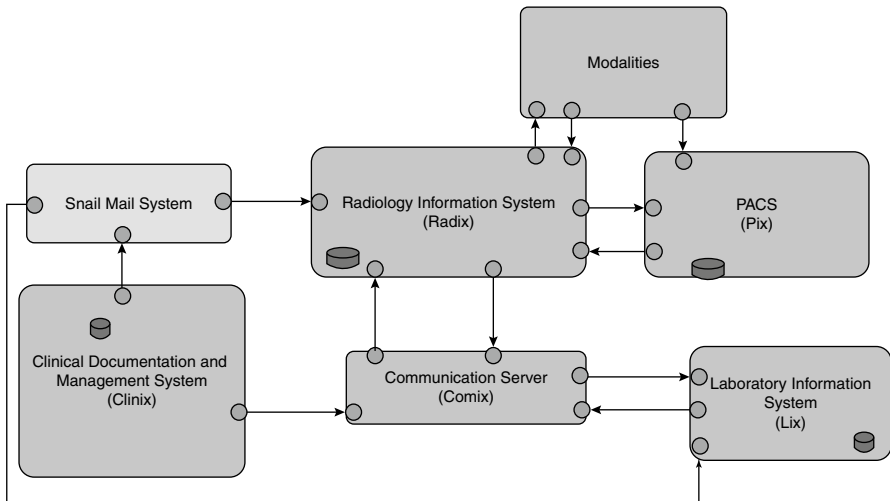 Modalities
Snail Mail System
Radiology Information System
(Radix)
PACS
(Pix)
Clinical Documentation and
Management System
(Clinix)
Communication Server
(Comix)
Laboratory Information
System
(Lix)